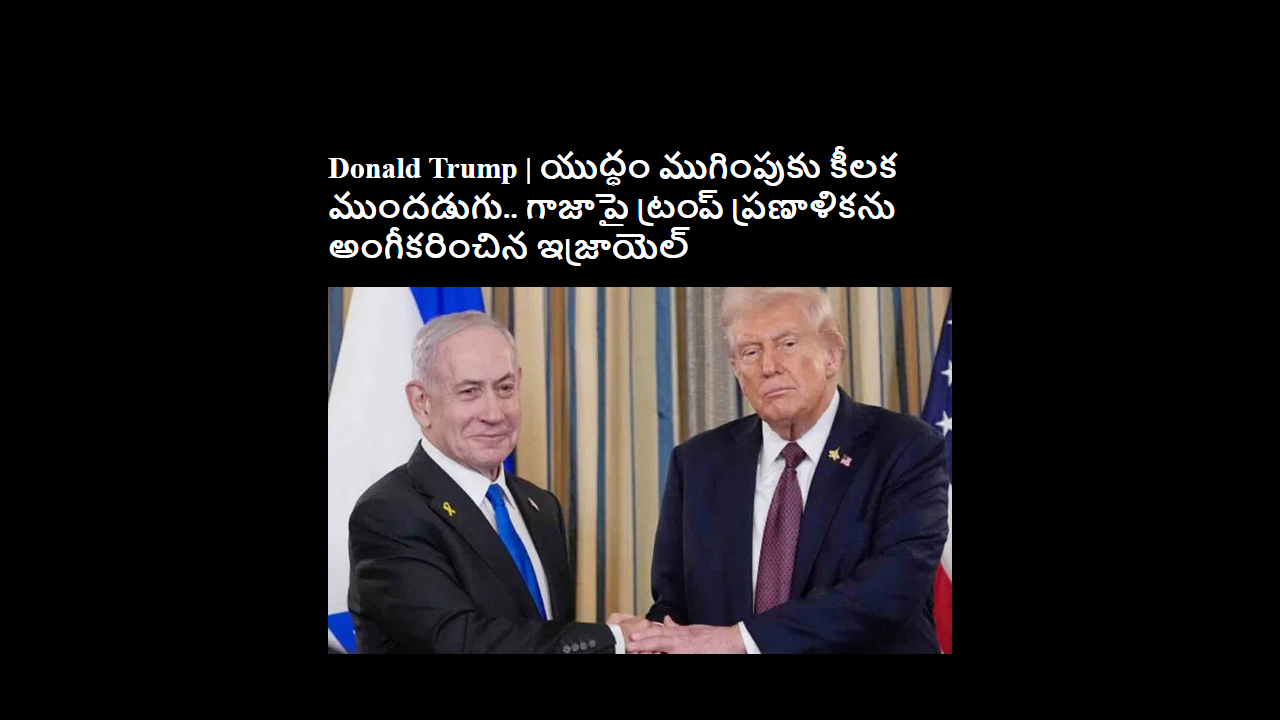 Donald Trump | యుద్ధం ముగింపుకు కీలక
ముందడుగు.. గాజాపై ట్రంప్ ప్రణాళికను
అంగీకరించిన ఇజ్రాయెల్